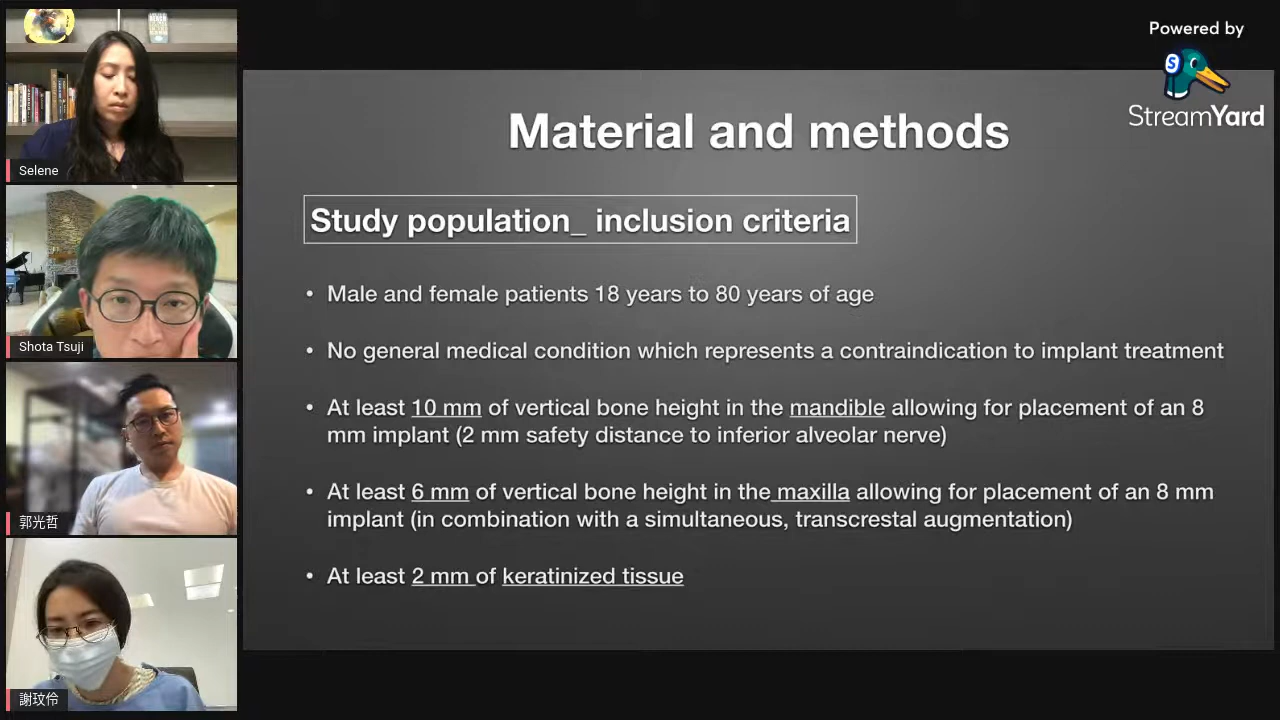 Powered by
StreamYard
Material and methods
Study population_ inclusion criteria
• Male and female patients 18 years to 80 years of age
• No general medical condition which represents a contraindication to implant treatment
• At least 10 mm of vertical bone height in the mandible allowing for placement of an 8
mm implant (2 mm safety distance to inferior alveolar nerve)
• At least 6 mm of vertical bone height in the maxilla allowing for placement of an 8 mm
implant (in combination with a simultaneous, transcrestal augmentation)
• At least 2 mm of keratinized tissue
Selene
Shota Tsuji
郭光哲
謝玟伶